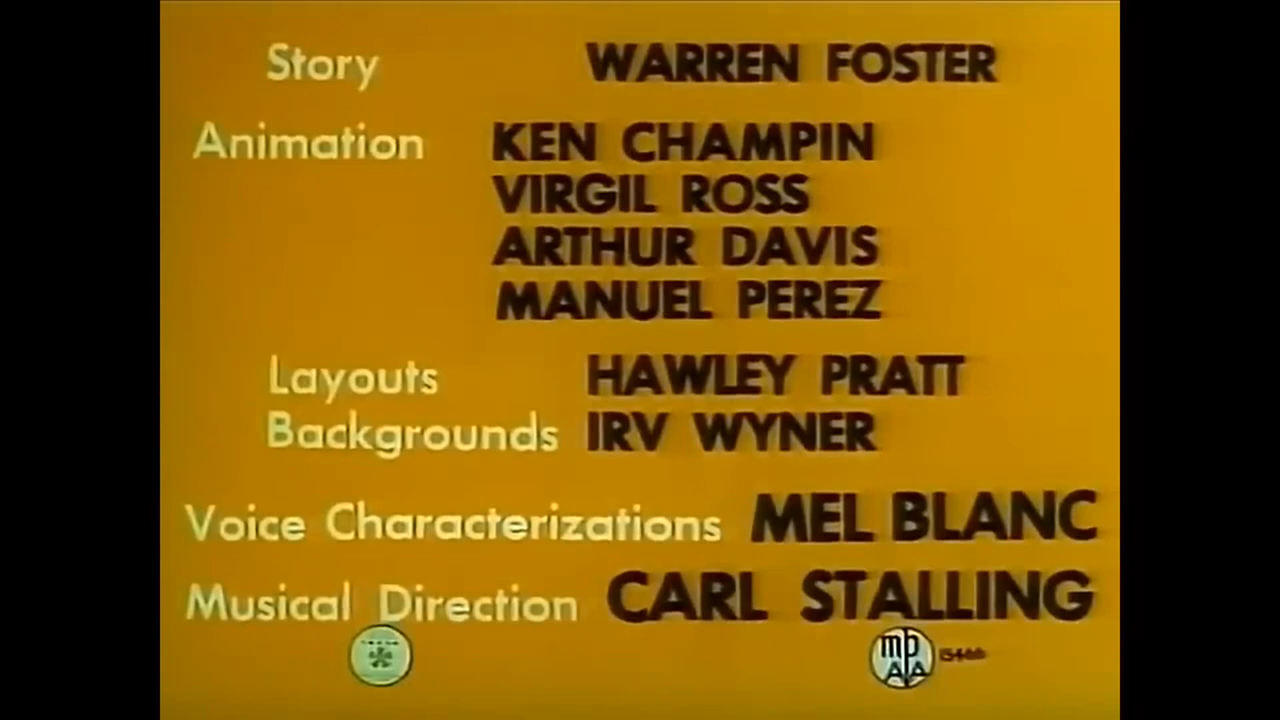 Story WARREN FOSTER
Animation KEN CHAMPIN
VIRGIL ROSS
ARTHUR DAVIS
MANUEL PEREZ
Layouts HAWLEY PRATT
Backgrounds IRV WYNER
Voice Characterizations MEL BLANC
Musical Direction CARL STALLING
mpAA